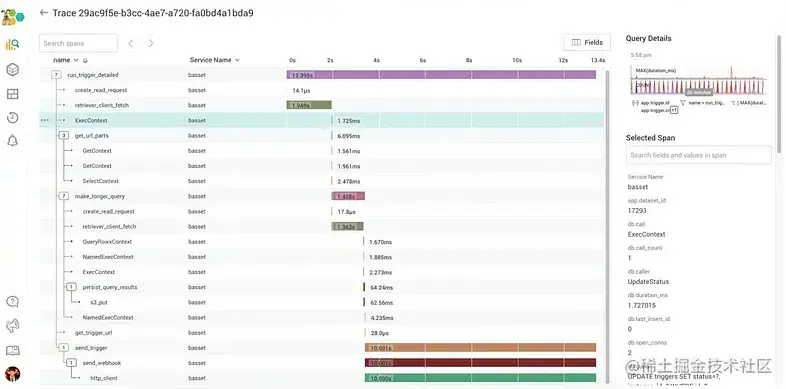 Trace 29ac9f5e-b3cc-4ae7-a720-fa0bd4a1bda9
Search spans
Fields
name
Service Name
0s 2s 4s 6s 8s 10s 12s 13.4s
7 run_trigger_detailed basset 13.395s
create_read_request basset 14.1μs
retriever_client_fetch basset 1.949s
ExecContext basset 1.725ms
3 get_url_parts basset 6.095ms
GetContext basset 1.561ms
GetContext basset 1.961ms
SelectContext basset 2.478ms
7 make_longer_query basset 1.438s
create_read_request basset 17.8μs
retriever_client_fetch basset 1.363s
QueryRowxContext basset 1.670ms
NamedExecContext basset 1.885ms
ExecContext basset 2.273ms
1 persist_query_results basset 64.24ms
s3_put basset 62.56ms
NamedExecContext basset 4.235ms
get_trigger_url basset 28.0μs
1 send_trigger basset 10.001s
1 send_webhook basset
http_client basset 10.000s
Query Details
5:58 pm
MAX(duration_ms)
COUNT
30 minutes
app.trigger.id
name = run_trig...
[ MAX(durat...
+1
Selected Span
Search fields and values in span
Service Name
basset
app.dataset_id
17293
db.call
ExecContext
db.call_count
1
db.caller
UpdateStatus
db.duration_ms
1.727015
db.last_insert_id
0
db.open_conns
2
UPDATE triggers SET status=?,
@稀土掘金技术社区